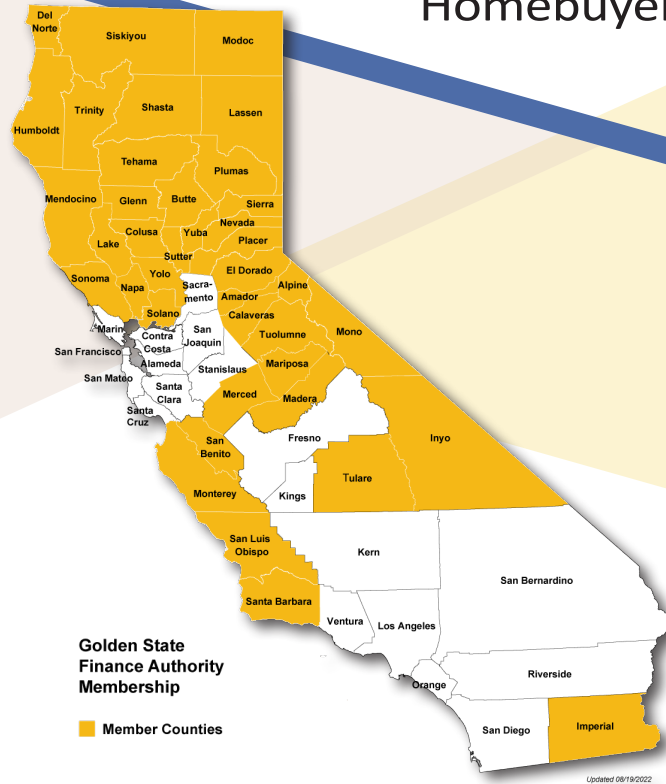 Homebuyer
Del
Norte
Siskiyou
Modoc
Trinity
Shasta
Lassen
Humboldt
Tehama
Plumas
Mendocino
Glenn
Butte
Sierra
Nevada
Colusa
Yuba
Placer
Lake
Sutter
El Dorado
Yolo
Sonoma
Napa
Sacra-
mento
Alpine
Amador
Solano
Calaveras
Marin
Contra
Costa
San
Joaquin
Tuolumne
Mono
San Francisco
Alameda
Stanislaus
Mariposa
San Mateo
Santa
Clara
Merced
Madera
Santa
Cruz
San
Benito
Fresno
Inyo
Tulare
Monterey
Kings
San Luis
Obispo
Kern
San Bernardino
Santa Barbara
Ventura
Los Angeles
Golden State
Finance Authority
Membership
Orange
Riverside
Member Counties
San Diego
Imperial
Updated 08/19/2022